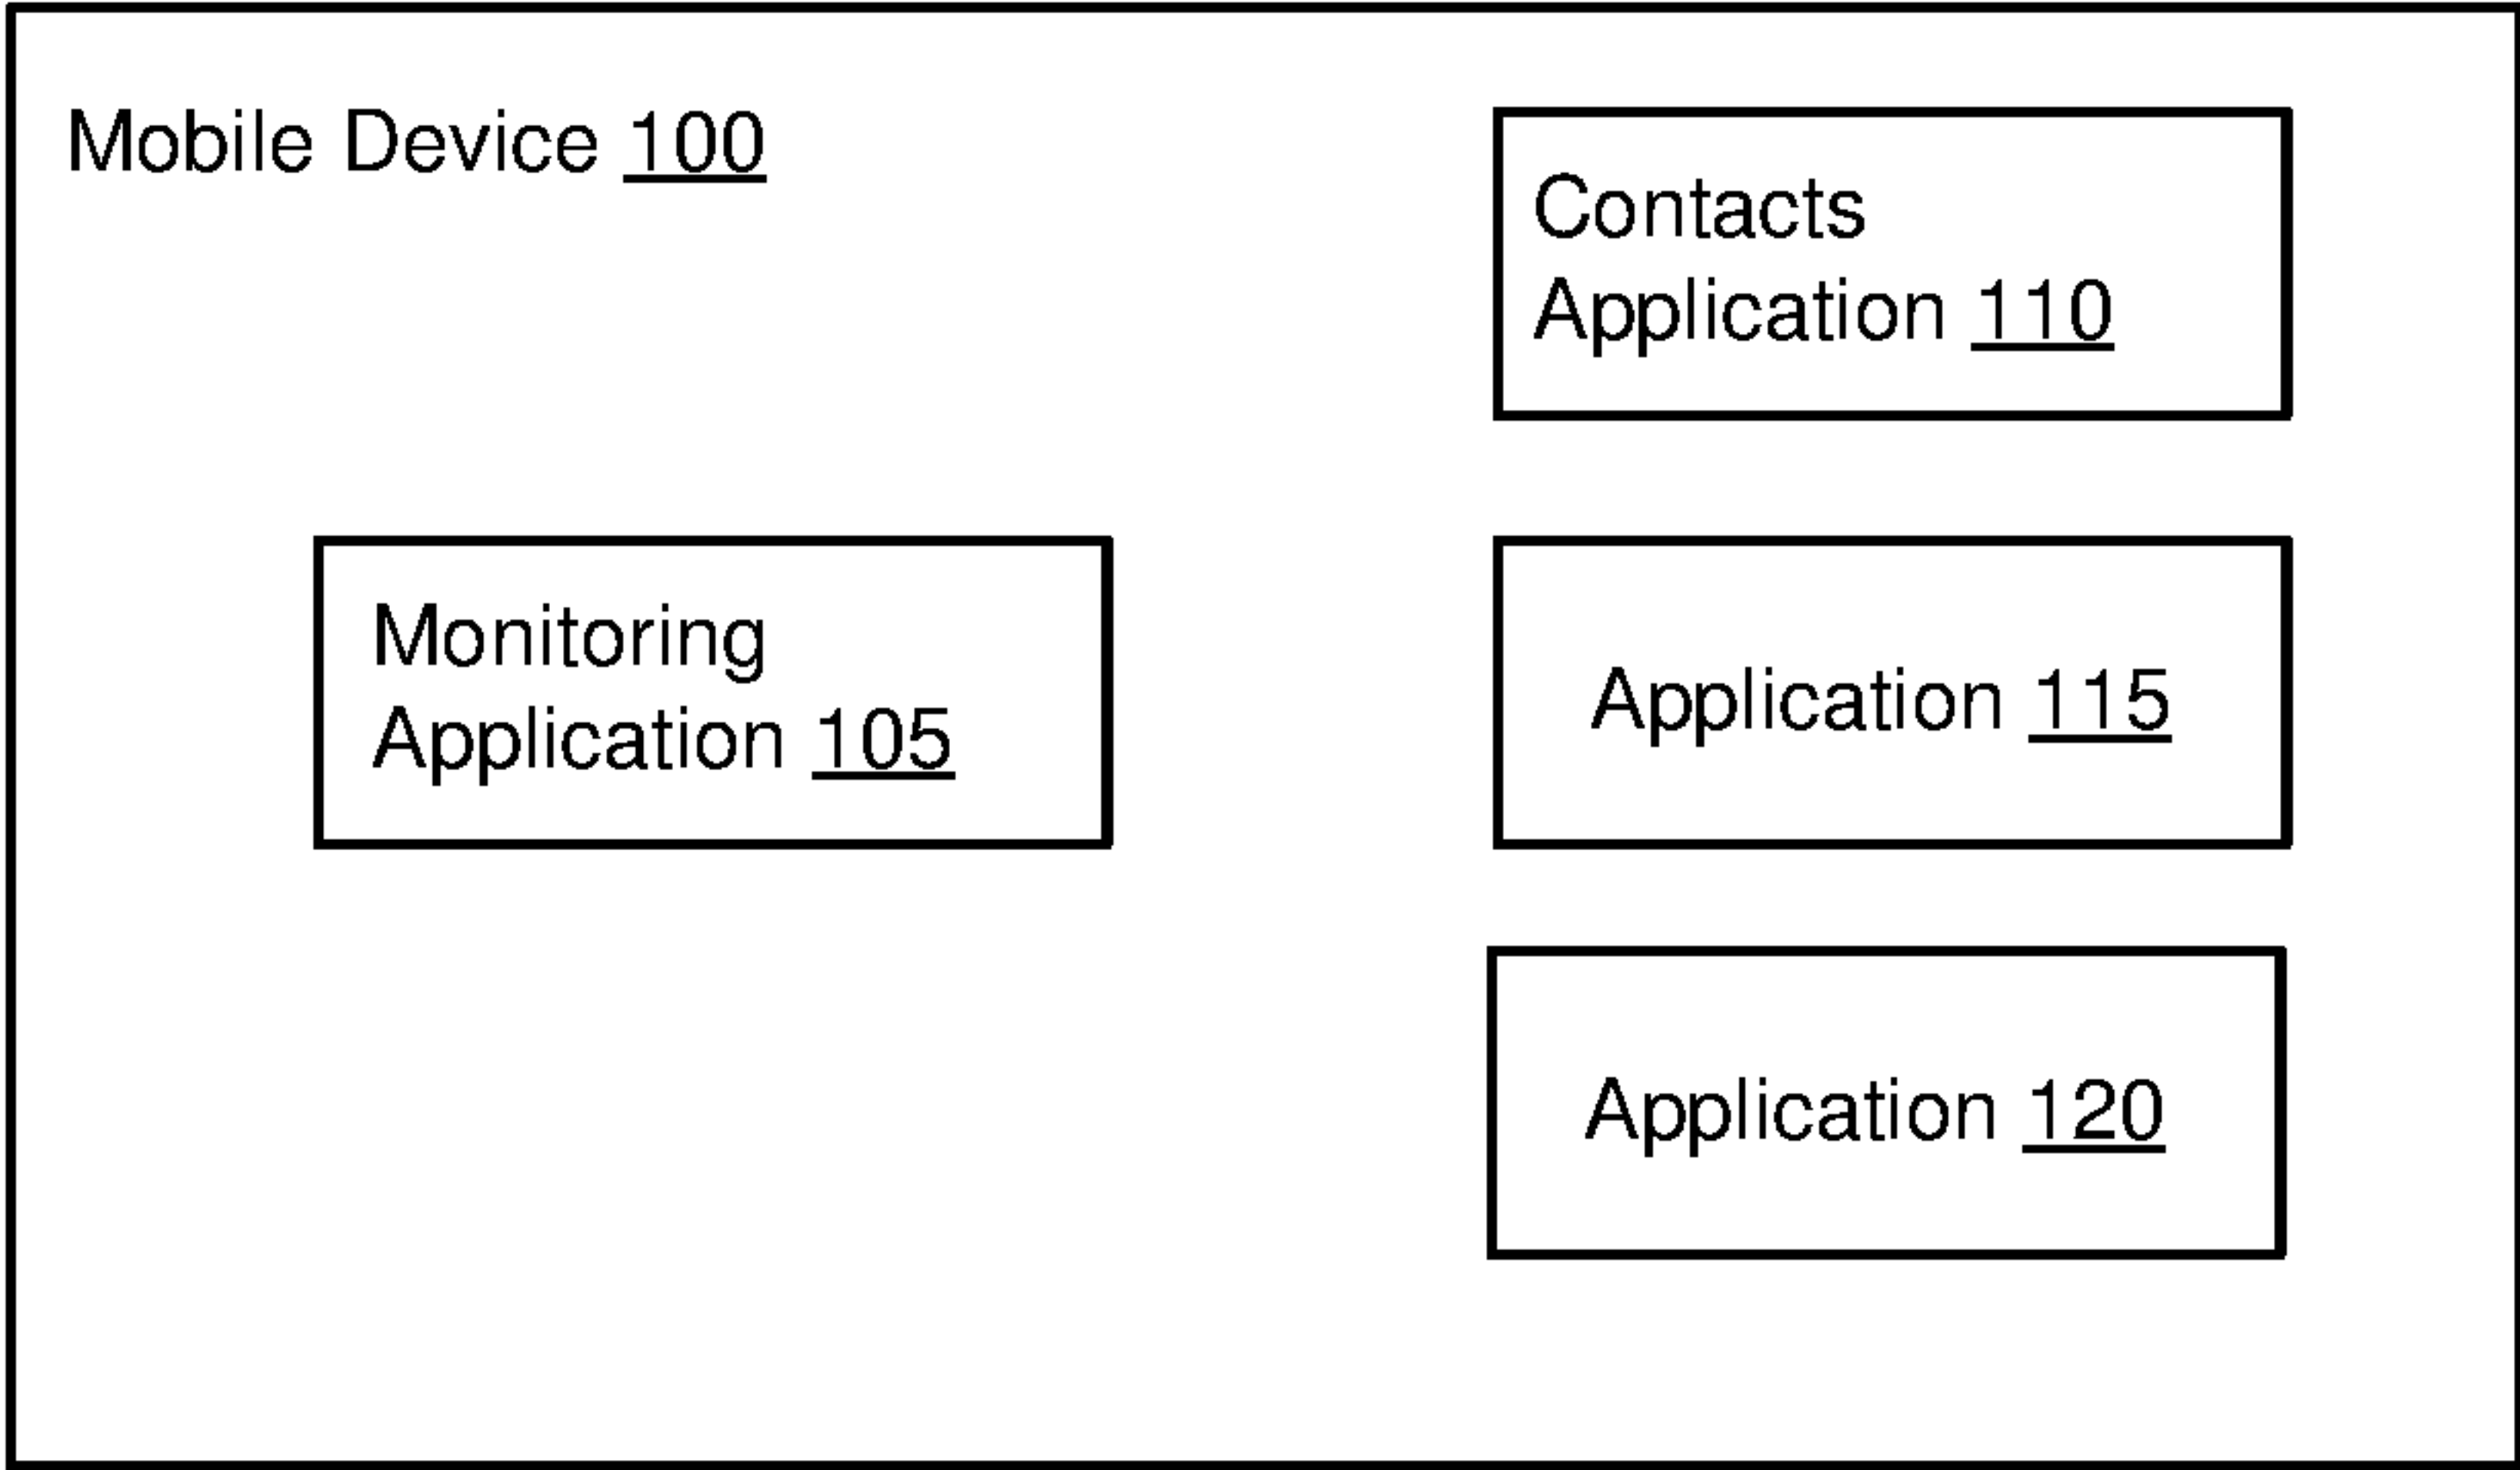 Mobile Device 100
Contacts
Application 110
Monitoring
Application 105
Application 115
Application 120